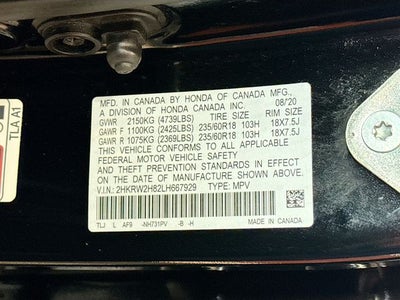 TLA A1
MFD. IN CANADA BY HONDA OF CANADA MFG.,
A DIVISION OF HONDA CANADA INC. 08/'20
GVWR 2150KG (4739LBS) TIRE SIZE RIM SIZE
GAWR F 1100KG (2425LBS) 235/60R18 103H 18X7.5J
GAWR R 1075KG (2369LBS) 235/60R18 103H 18X7.5J
THIS VEHICLE CONFORMS TO ALL APPLICABLE
FEDERAL MOTOR VEHICLE SAFETY
AND THEFT PREVENTION STANDARDS IN EFFECT
ON THE DATE OF MANUFACTURE SHOWN ABOVE.
V.I.N.: 2HKRW2H82LH667929 TYPE: MPV
TLJ L AF9 -NH731PV -B -H MADE IN CANADA